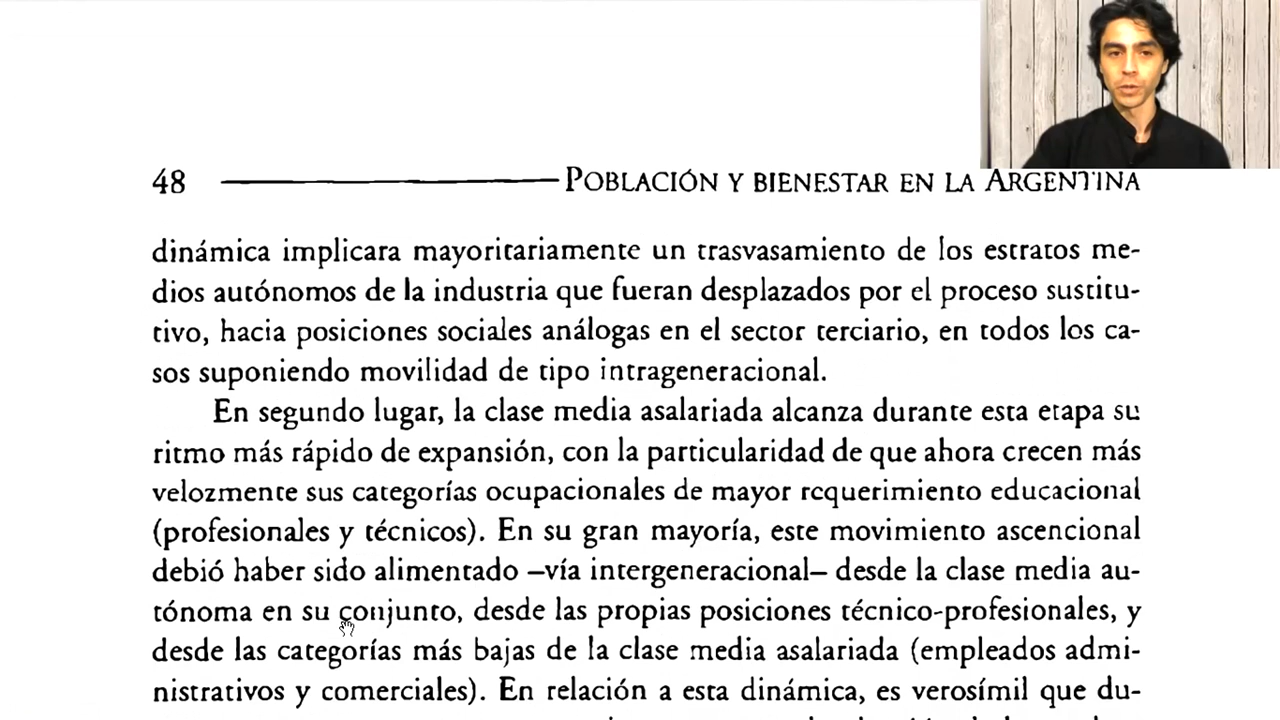 48 POBLACIÓN Y BIENESTAR EN LA ARGENTINA
dinámica implicara mayoritariamente un trasvasamiento de los estratos me-
dios autónomos de la industria que fueran desplazados por el proceso sustitu-
tivo, hacia posiciones sociales análogas en el sector terciario, en todos los ca-
sos suponiendo movilidad de tipo intrageneracional.
En segundo lugar, la clase media asalariada alcanza durante esta etapa su
ritmo más rápido de expansión, con la particularidad de que ahora crecen más
velozmente sus categorías ocupacionales de mayor requerimiento educacional
(profesionales y técnicos). En su gran mayoría, este movimiento ascencional
debió haber sido alimentado –vía intergeneracional– desde la clase media au-
tónoma en su conjunto, desde las propias posiciones técnico-profesionales, y
desde las categorías más bajas de la clase media asalariada (empleados admi-
nistrativos y comerciales). En relación a esta dinámica, es verosímil que du-